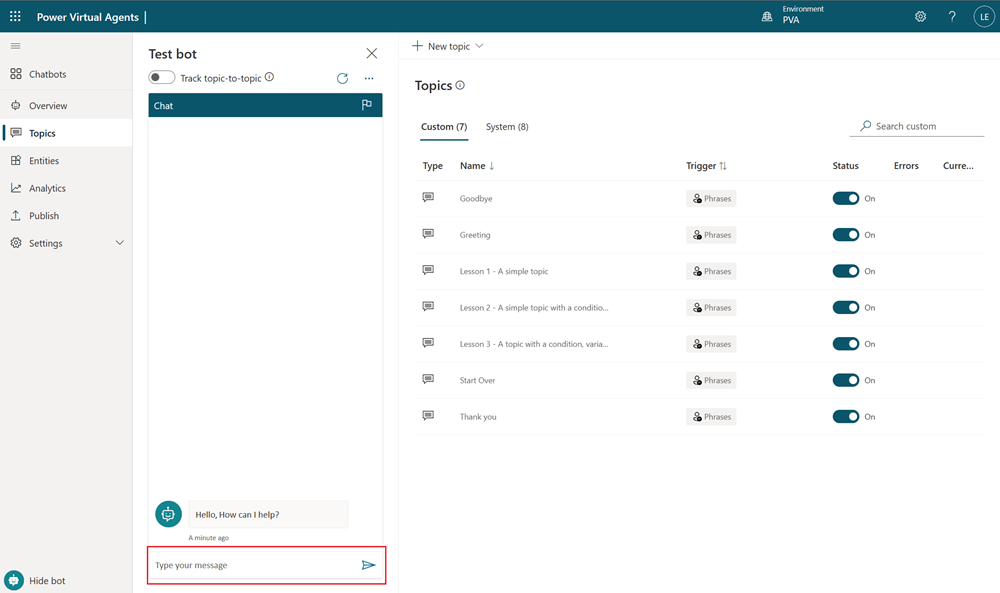 Power Virtual Agents
Environment
PVA
?
LE
Chatbots
Overview
Topics
Entities
Analytics
Publish
Settings
Hide bot
Test bot
Track topic-to-topic
...
Chat
Hello, How can I help?
A minute ago
Type your message
New topic
Topics
Custom (7) System (8)
Search custom
Type Name ↓ Trigger ↑↓ Status Errors Curre...
Goodbye Phrases On
Greeting Phrases On
Lesson 1 - A simple topic Phrases On
Lesson 2 - A simple topic with a conditio... Phrases On
Lesson 3 - A topic with a condition, varia... Phrases On
Start Over Phrases On
Thank you Phrases On